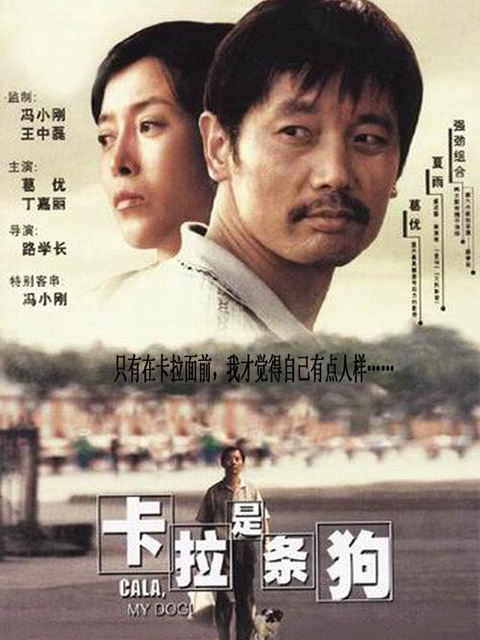 监制:
冯小刚
王中磊
主演:
葛优
丁嘉丽
导演:
路学长
特别客串:
冯小刚
强劲组合
夏雨
葛优
只有在卡拉面前，我才觉得自己有点人样……
卡拉是条狗
CALA,
MY DOG!